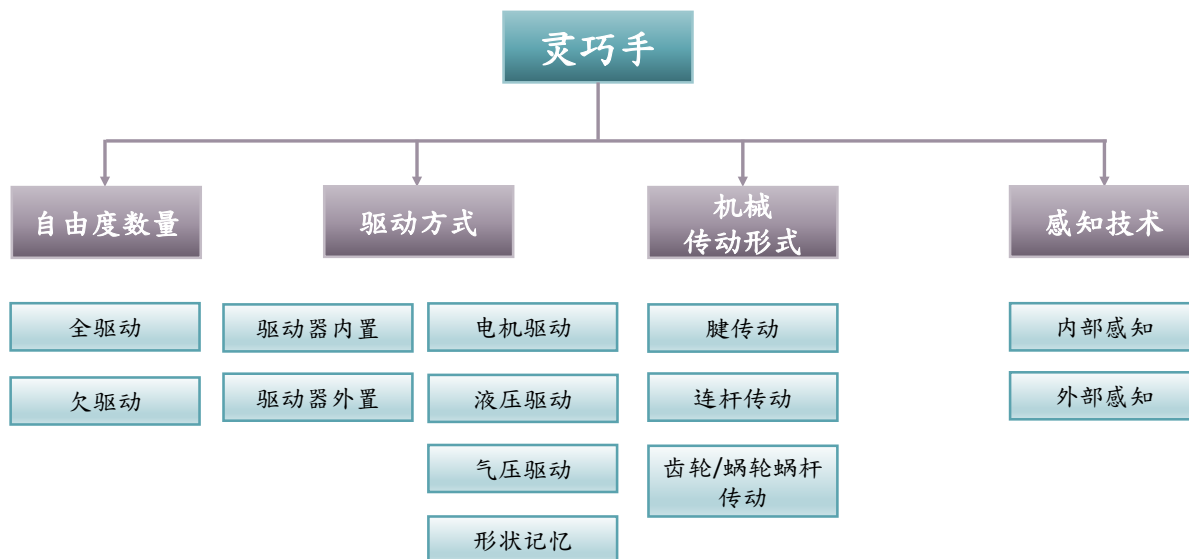 灵巧手
自由度数量
驱动方式
机械
传动形式
感知技术
全驱动
驱动器内置
电机驱动
腱传动
内部感知
欠驱动
驱动器外置
液压驱动
连杆传动
外部感知
气压驱动
齿轮/蜗轮蜗杆
传动
形状记忆